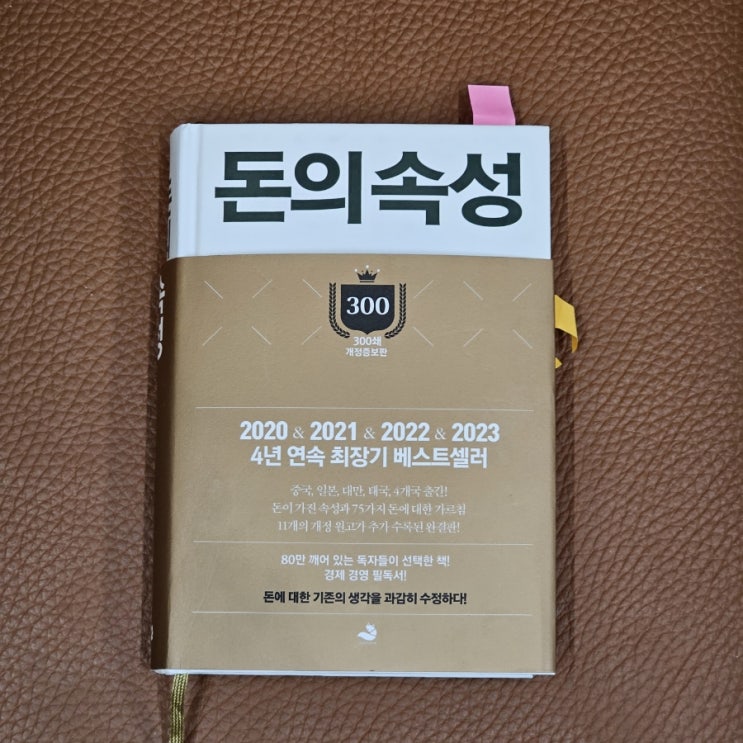 돈의 속성
300
300쇄
개정증보판
2020 & 2021 & 2022 & 2023
4년 연속 최장기 베스트셀러
중국, 일본, 대만, 태국, 4개국 출간!
돈이 가진 속성과 75가지 돈에 대한 가르침
11개의 개정 원고가 추가 수록된 완결판!
80만 깨어 있는 독자들이 선택한 책!
경제 경영 필독서!
돈에 대한 기존의 생각을 과감히 수정하다!